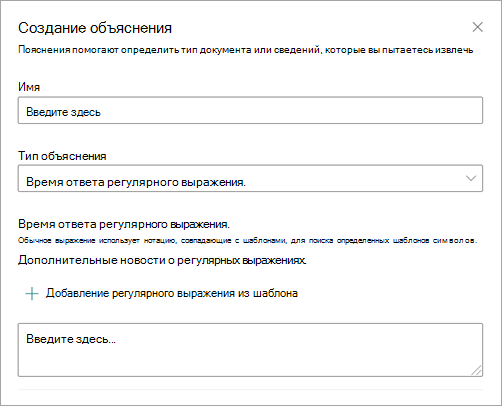 Создание объяснения
Пояснения помогают определить тип документа или сведений, которые вы пытаетесь извлечь
Имя
Введите здесь
Тип объяснения
Время ответа регулярного выражения.
Время ответа регулярного выражения.
Обычное выражение использует нотацию, совпадающие с шаблонами, для поиска определенных шаблонов символов.
Дополнительные новости о регулярных выражениях.
Добавление регулярного выражения из шаблона
Введите здесь...